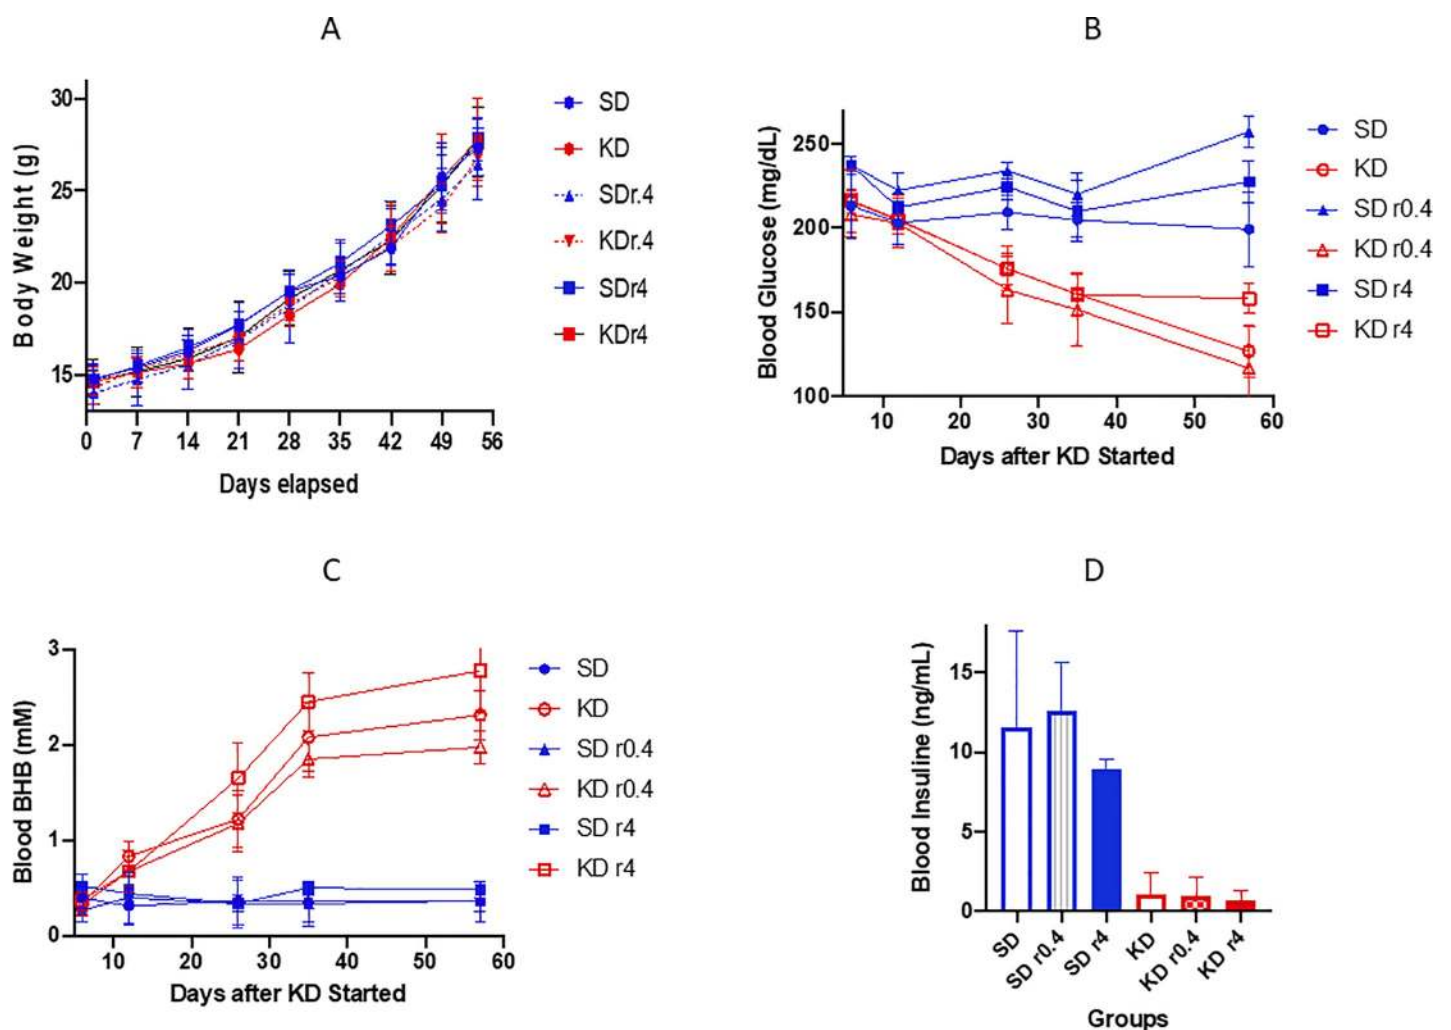 A
Body Weight (g)
30
25
20
15
0 7 14 21 28 35 42 49 56
Days elapsed
SD
KD
SDr.4
KDr.4
SDr4
KDr4
B
Blood Glucose (mg/dL)
250
200
150
100
10 20 30 40 50 60
Days after KD Started
SD
KD
SD r0.4
KD r0.4
SD r4
KD r4
C
Blood BHB (mM)
3
2
1
0
10 20 30 40 50 60
Days after KD Started
SD
KD
SD r0.4
KD r0.4
SD r4
KD r4
D
Blood Insuline (ng/mL)
15
10
5
0
SD SD r0.4 SD r4 KD KD r0.4 KD r4
Groups